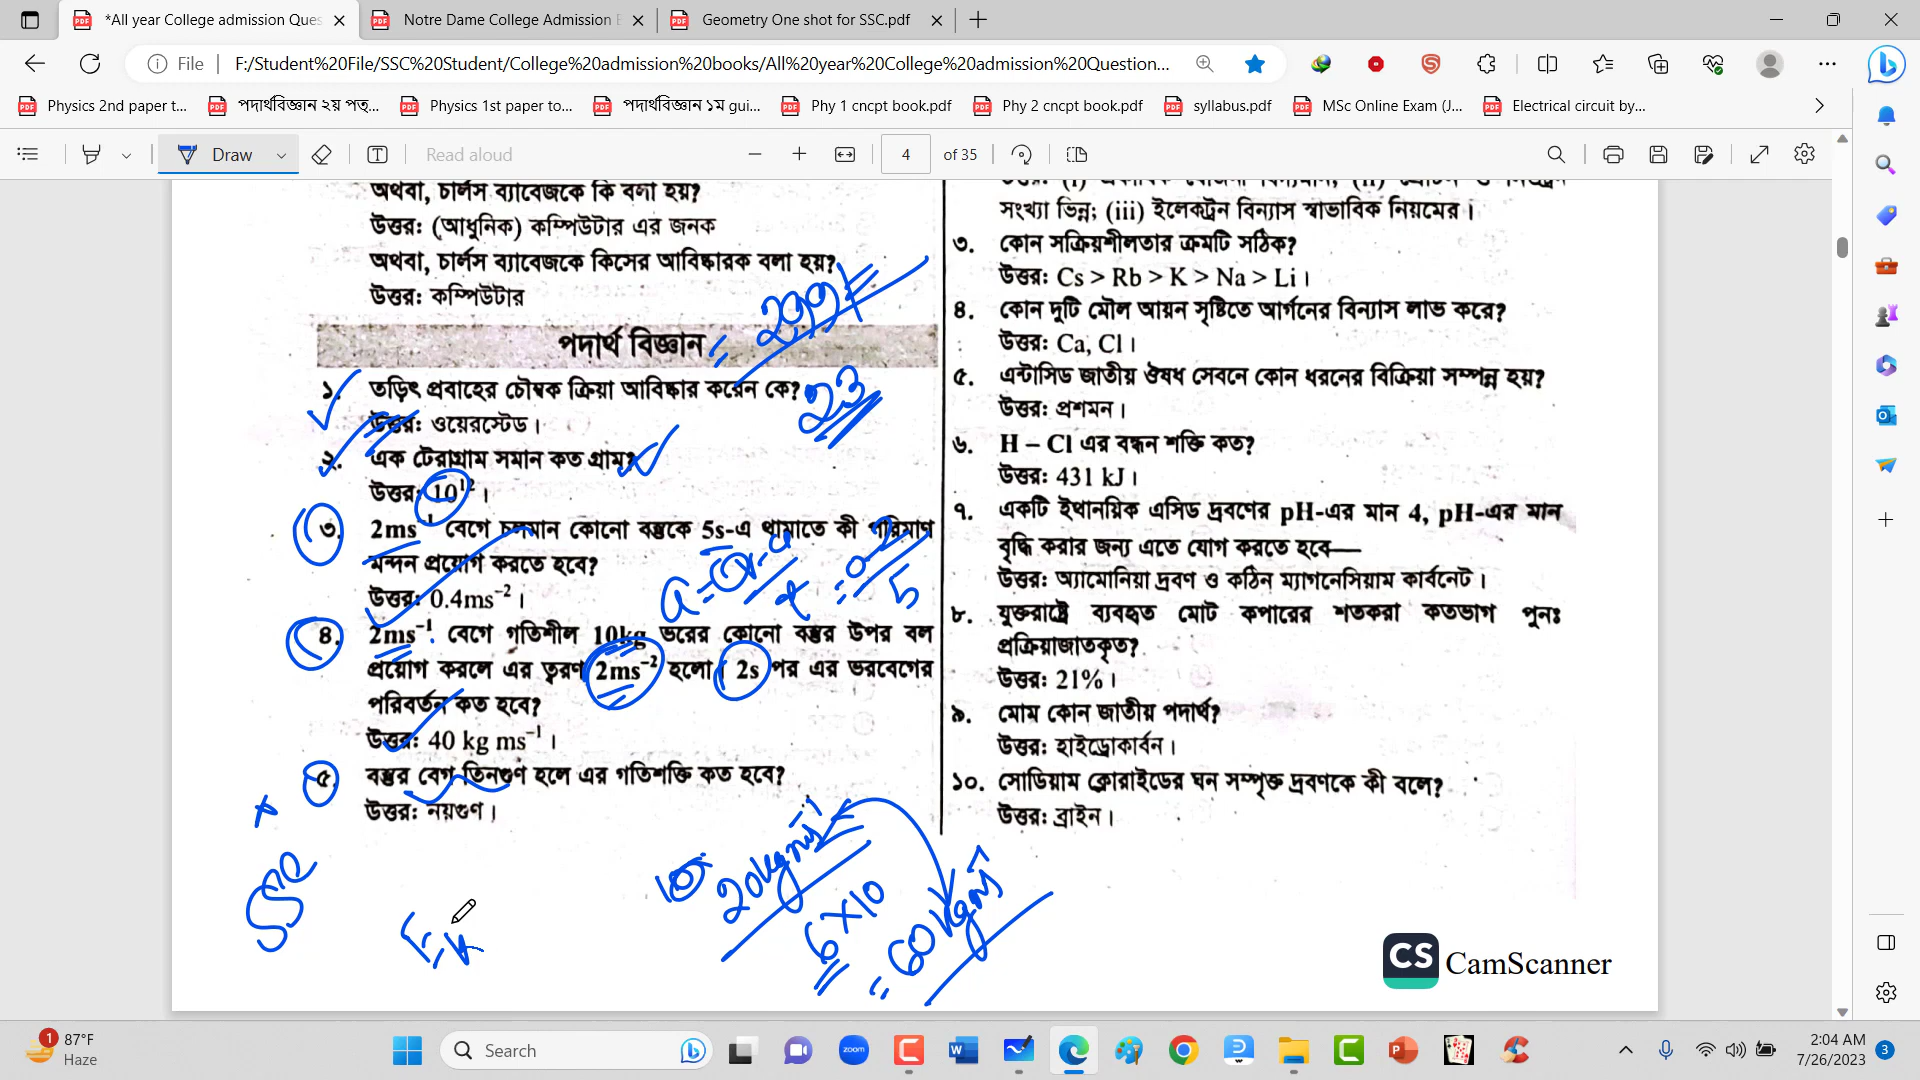 *All year College admission Ques
Notre Dame College Admission
Geometry One shot for SSC.pdf
File
F:/Student%20File/SSC%20Student/College%20admission%20books/All%20year%20College%20admission%20Question...
Physics 2nd paper t...
পদার্থবিজ্ঞান ২য় পত্...
Physics 1st paper to...
পদার্থবিজ্ঞান ১ম gui...
Phy 1 cncpt book.pdf
Phy 2 cncpt book.pdf
syllabus.pdf
MSc Online Exam (J...
Electrical circuit by...
Draw
Read aloud
4 of 35
অথবা, চার্লস ব্যাবেজকে কি বলা হয়?
উত্তর: (আধুনিক) কম্পিউটার এর জনক
অথবা, চার্লস ব্যাবেজকে কিসের আবিষ্কারক বলা হয়?
উত্তর: কম্পিউটার
পদার্থ বিজ্ঞান
১. তড়িৎ প্রবাহের চৌম্বক ক্রিয়া আবিষ্কার করেন কে?
উত্তর: ওয়েরস্টেড।
২. এক টেরাগ্রাম সমান কত গ্রাম?
উত্তর: 10¹²।
৩. 2ms⁻¹ বেগে চলমান কোনো বস্তুকে 5s-এ থামাতে কী পরিমাণ
মন্দন প্রয়োগ করতে হবে?
উত্তর: 0.4ms⁻²।
৪. 2ms⁻¹. বেগে গতিশীল 10kg ভরের কোনো বস্তুর উপর বল
প্রয়োগ করলে এর ত্বরণ 2ms⁻² হলো। 2s পর এর ভরবেগের
পরিবর্তন কত হবে?
উত্তর: 40 kg ms⁻¹।
৫. বস্তুর বেগ তিনগুণ হলে এর গতিশক্তি কত হবে?
উত্তর: নয়গুণ।
23
20kgms⁻¹
6×10
= 60kgms⁻¹
সংখ্যা ভিন্ন; (iii) ইলেকট্রন বিন্যাস স্বাভাবিক নিয়মের।
৩. কোন সক্রিয়শীলতার ক্রমটি সঠিক?
উত্তর: Cs > Rb > K > Na > Li।
৪. কোন দুটি মৌল আয়ন সৃষ্টিতে আর্গনের বিন্যাস লাভ করে?
উত্তর: Ca, Cl।
৫. এন্টাসিড জাতীয় ঔষধ সেবনে কোন ধরনের বিক্রিয়া সম্পন্ন হয়?
উত্তর: প্রশমন।
৬. H – Cl এর বন্ধন শক্তি কত?
উত্তর: 431 kJ।
৭. একটি ইথানয়িক এসিড দ্রবণের pH-এর মান 4, pH-এর মান
বৃদ্ধি করার জন্য এতে যোগ করতে হবে—
উত্তর: অ্যামোনিয়া দ্রবণ ও কঠিন ম্যাগনেসিয়াম কার্বনেট।
৮. যুক্তরাষ্ট্রে ব্যবহৃত মোট কপারের শতকরা কতভাগ পুনঃ
প্রক্রিয়াজাতকৃত?
উত্তর: 21%।
৯. মোম কোন জাতীয় পদার্থ?
উত্তর: হাইড্রোকার্বন।
১০. সোডিয়াম ক্লোরাইডের ঘন সম্পৃক্ত দ্রবণকে কী বলে?
উত্তর: ব্রাইন।
CS CamScanner
1
87°F
Haze
Search
zoom
2:04 AM
7/26/2023
3